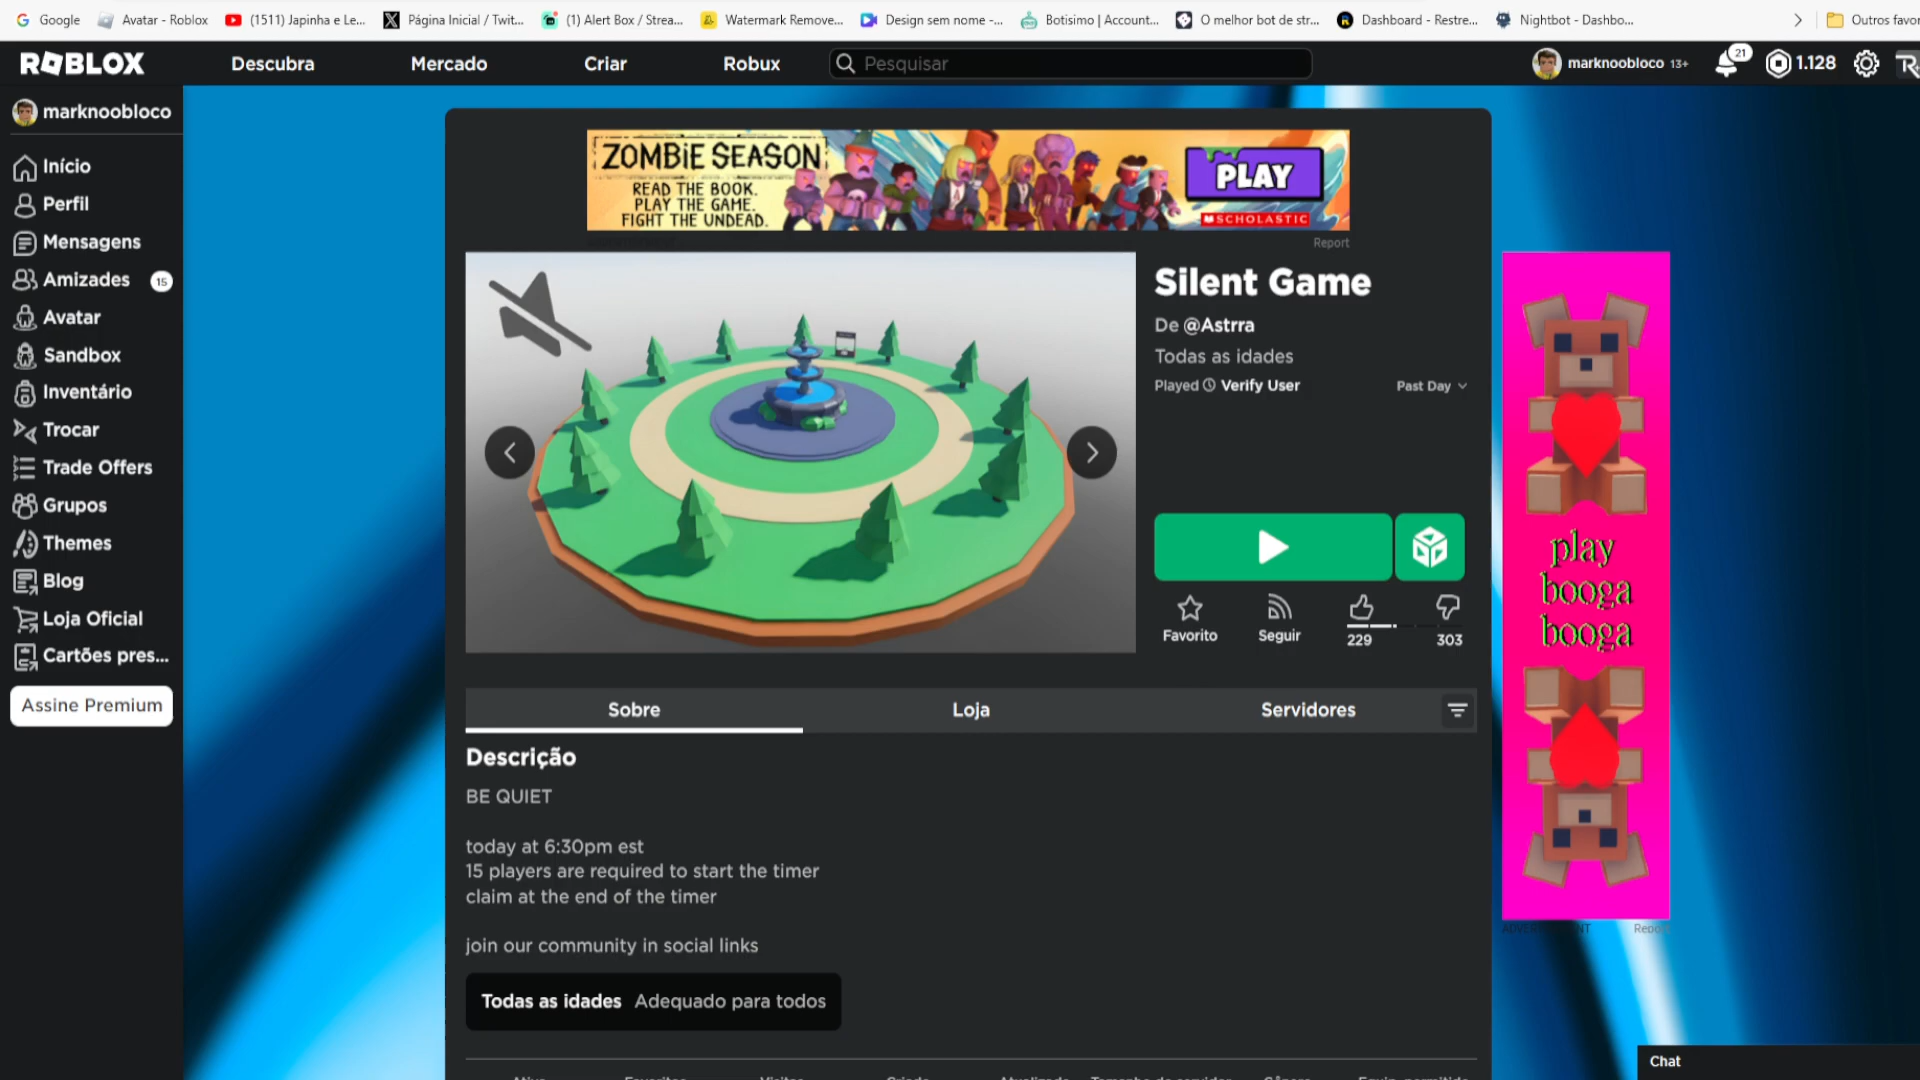 Google
Avatar - Roblox
(1511) Japinha e Le...
Página Inicial / Twit...
(1) Alert Box / Strea...
Watermark Remove...
Design sem nome -...
Botisimo | Account...
O melhor bot de str...
Dashboard - Restre...
Nightbot - Dashbo...
Outros favor
ROBLOX
Descubra
Mercado
Criar
Robux
Pesquisar
marknoobloco 13+
21
1.128
marknoobloco
Início
Perfil
Mensagens
Amizades 15
Avatar
Sandbox
Inventário
Trocar
Trade Offers
Grupos
Themes
Blog
Loja Oficial
Cartões pres...
Assine Premium
ZOMBIE SEASON
READ THE BOOK.
PLAY THE GAME.
FIGHT THE UNDEAD.
PLAY
SCHOLASTIC
Report
Silent Game
De @Astrra
Todas as idades
Played Verify User
Past Day
Favorito
Seguir
229
303
Sobre
Loja
Servidores
Descrição
BE QUIET
today at 6:30pm est
15 players are required to start the timer
claim at the end of the timer
join our community in social links
Todas as idades Adequado para todos
play
booga
booga
Report
Chat